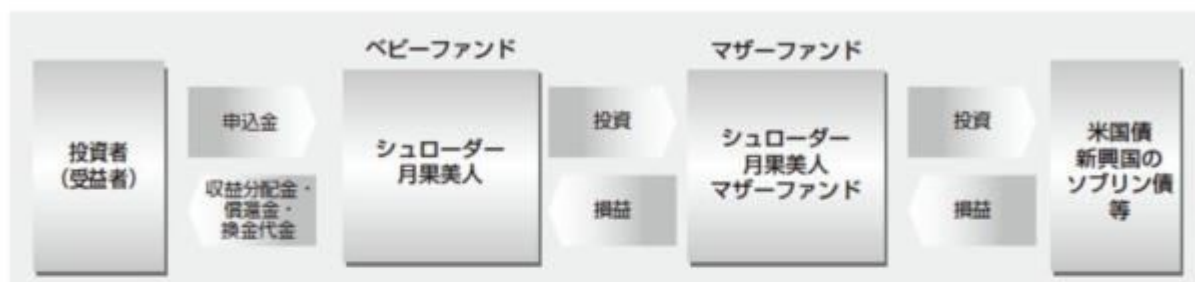 ベビーファンド
マザーファンド
投資者
(受益者)
申込金
収益分配金・
償還金・
換金代金
シュローダー
月果美人
投資
損益
シュローダー
月果美人
マザーファンド
投資
損益
米国債
新興国の
ソブリン債
等